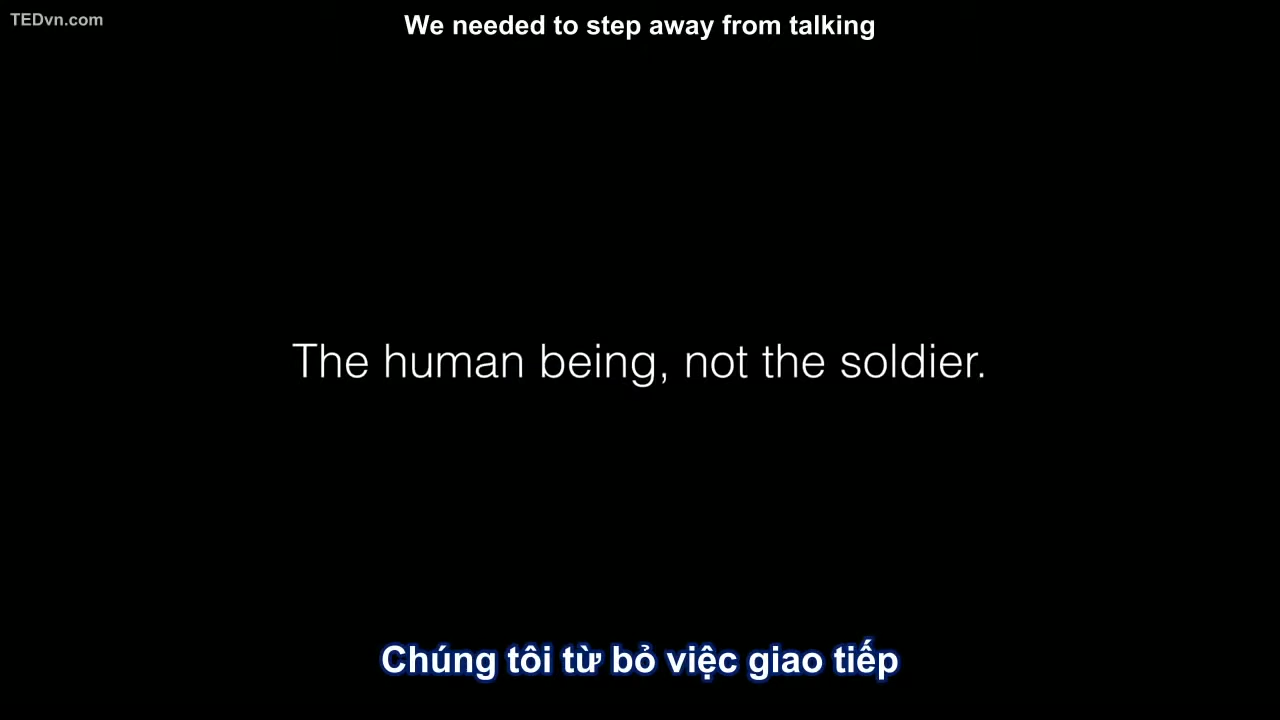 TEDvn.com
We needed to step away from talking
The human being, not the soldier.
Chúng tôi từ bỏ việc giao tiếp